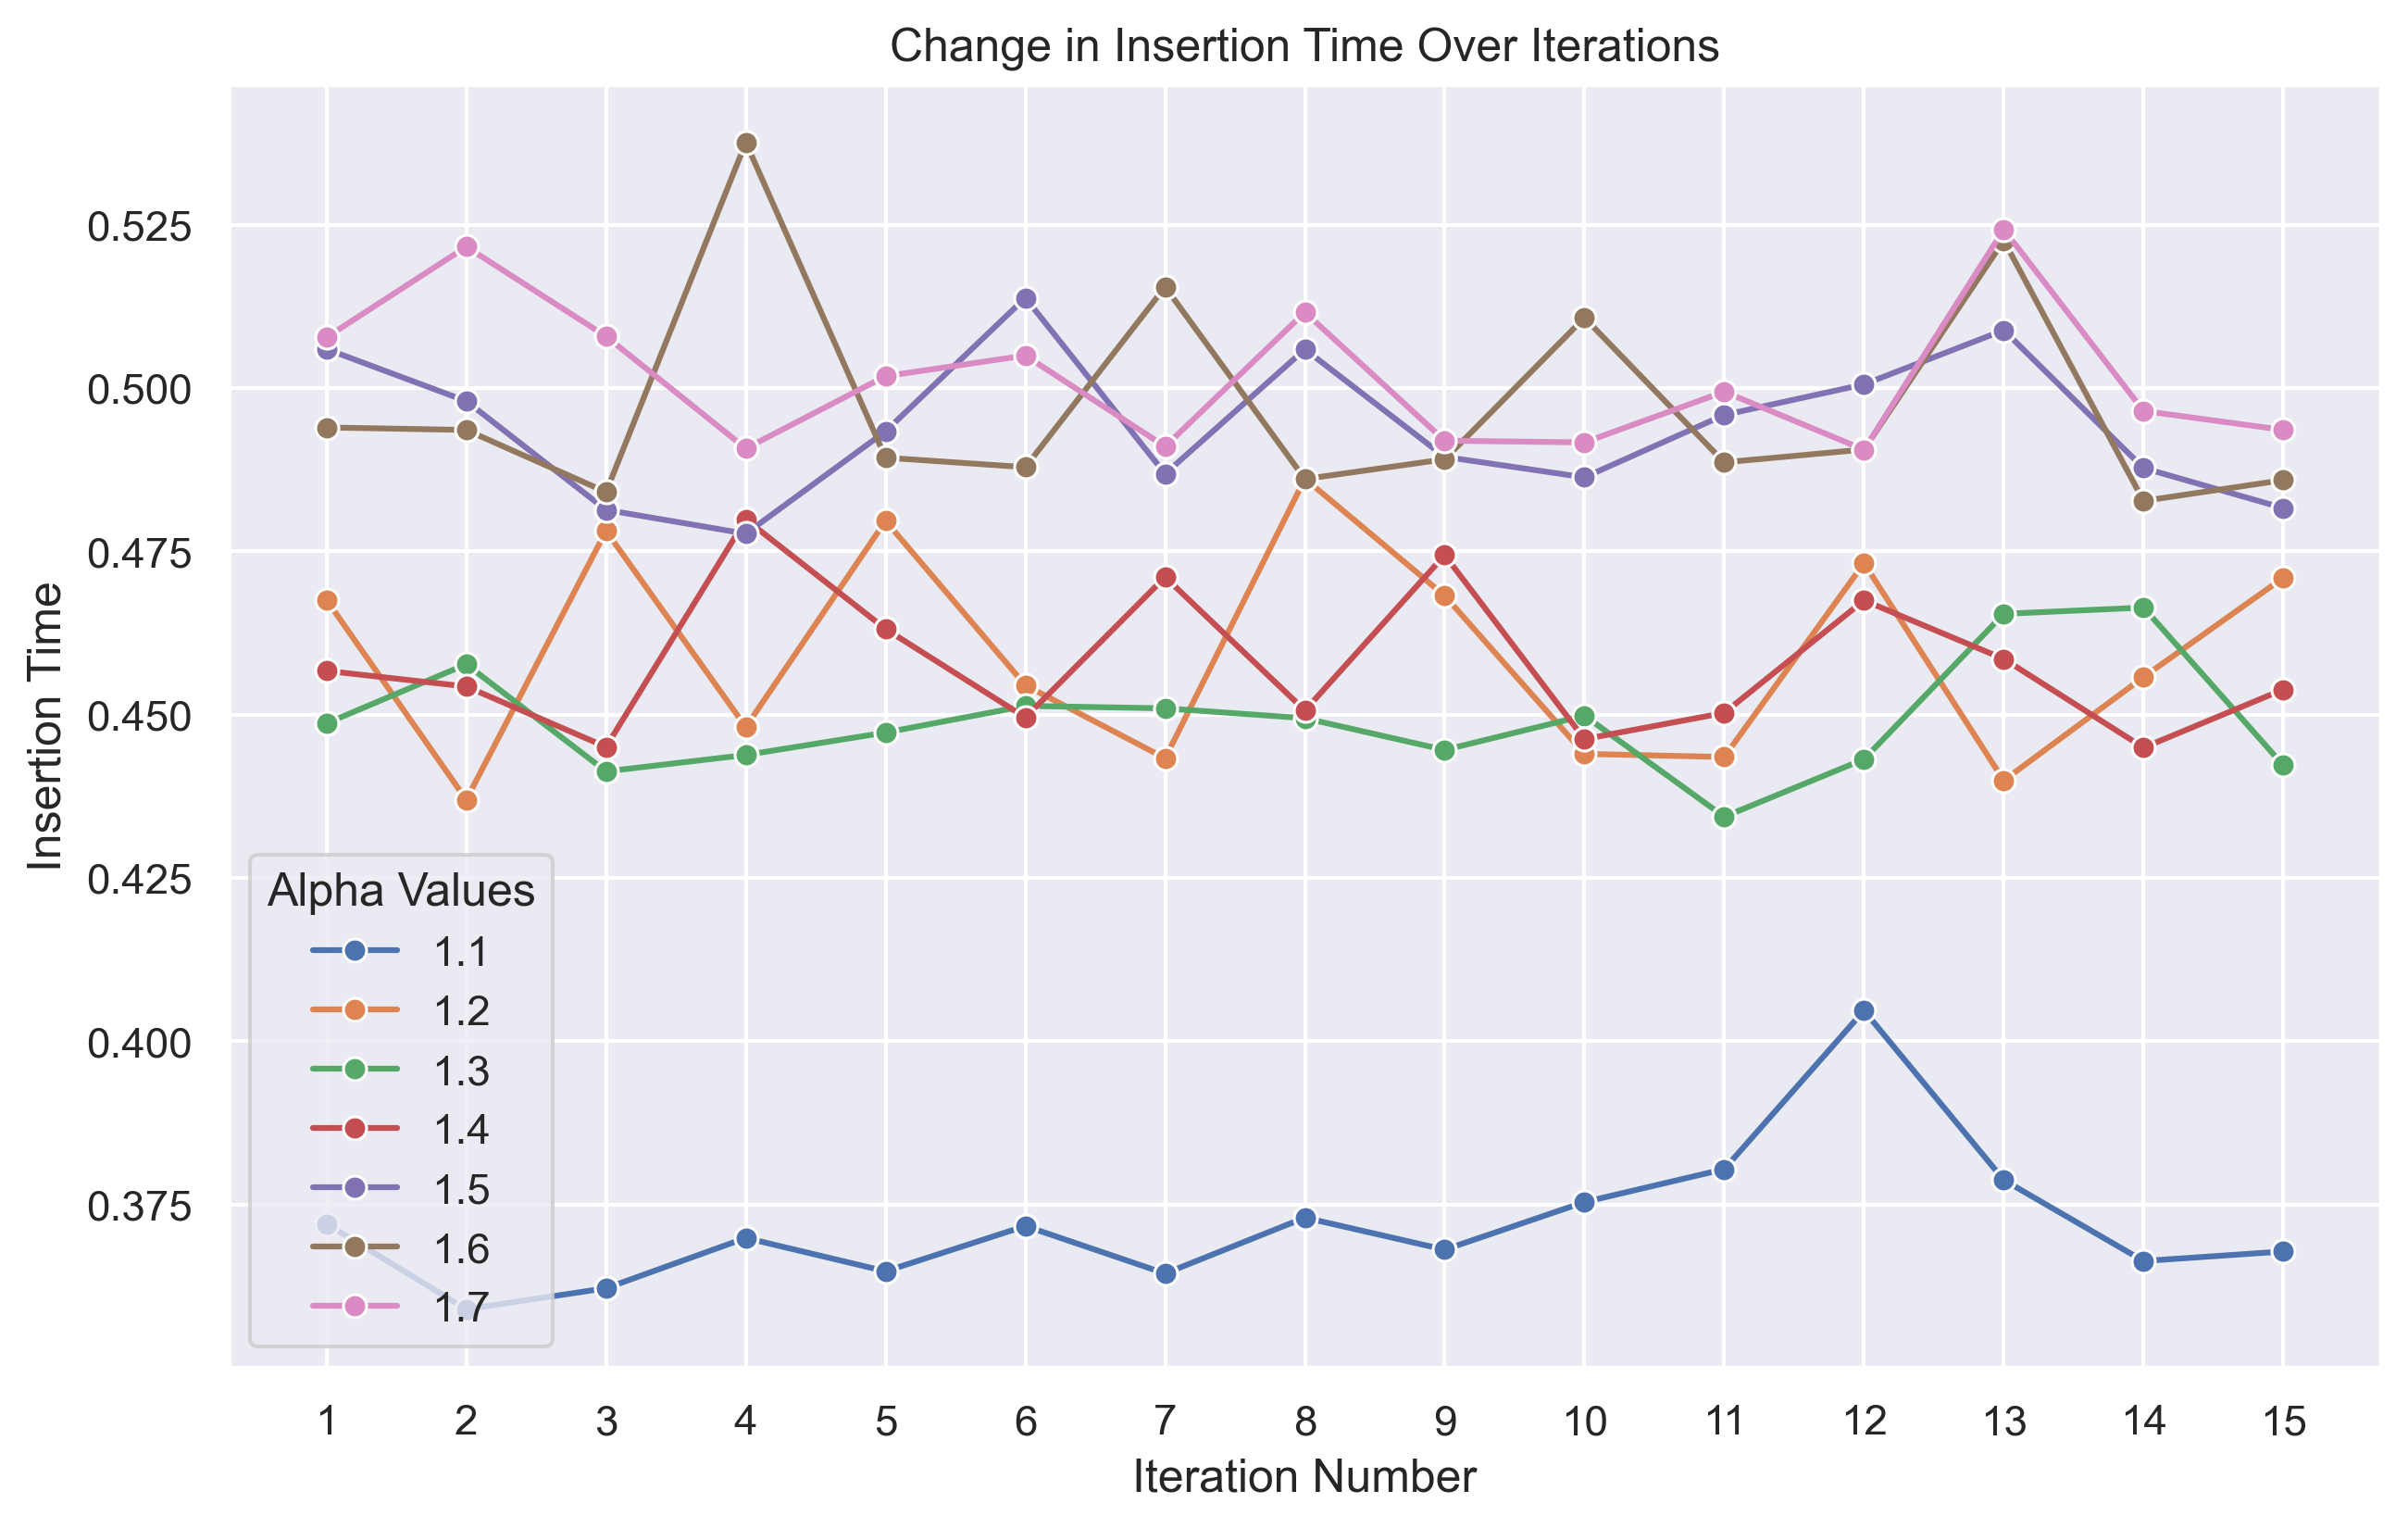 Change in Insertion Time Over Iterations
0.525
0.500
0.475
0.450
0.425
0.400
0.375
Insertion Time
Alpha Values
1.1
1.2
1.3
1.4
1.5
1.6
1.7
1 2 3 4 5 6 7 8 9 10 11 12 13 14 15
Iteration Number